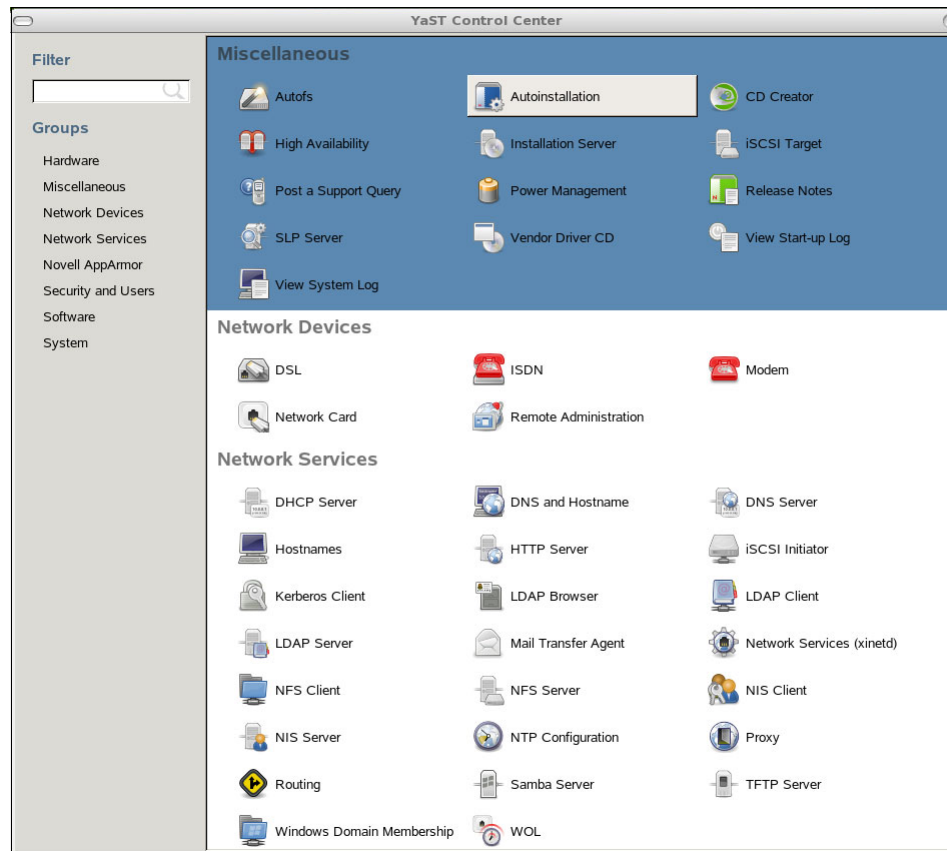 YaST Control Center
Filter
Groups
Hardware
Miscellaneous
Network Devices
Network Services
Novell AppArmor
Security and Users
Software
System
Miscellaneous
Autofs
Autoinstallation
CD Creator
High Availability
Installation Server
iSCSI Target
Post a Support Query
Power Management
Release Notes
SLP Server
Vendor Driver CD
View Start-up Log
View System Log
Network Devices
DSL
ISDN
Modem
Network Card
Remote Administration
Network Services
DHCP Server
DNS and Hostname
DNS Server
Hostnames
HTTP Server
iSCSI Initiator
Kerberos Client
LDAP Browser
LDAP Client
LDAP Server
Mail Transfer Agent
Network Services (xinetd)
NFS Client
NFS Server
NIS Client
NIS Server
NTP Configuration
Proxy
Routing
Samba Server
TFTP Server
Windows Domain Membership
WOL